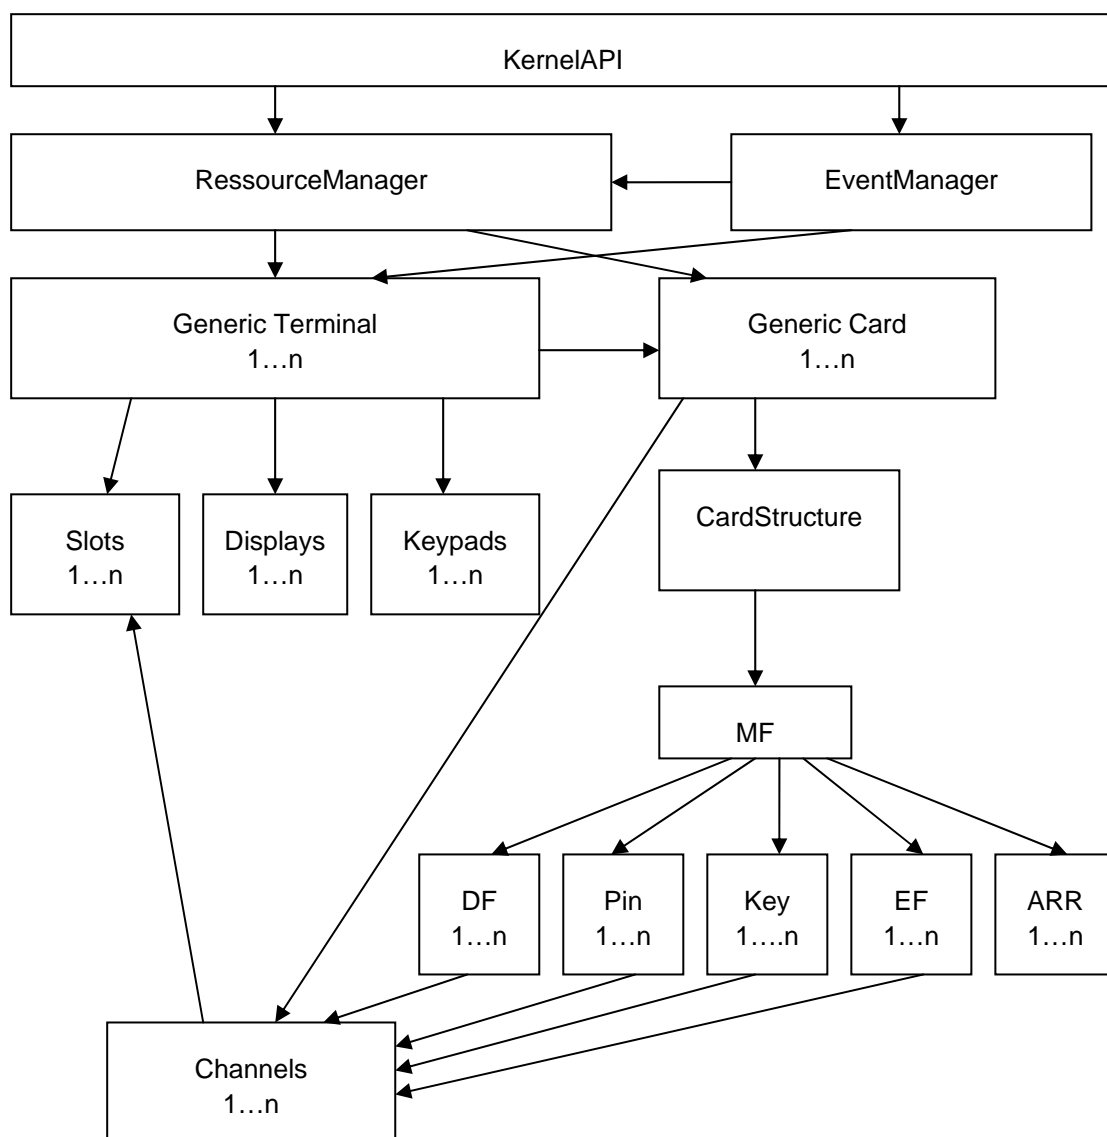 KernelAPI
RessourceManager
EventManager
Generic Terminal
1…n
Generic Card
1…n
Slots
1…n
Displays
1…n
Keypads
1…n
CardStructure
MF
DF
1…n
Pin
1…n
Key
1….n
EF
1…n
ARR
1…n
Channels
1…n